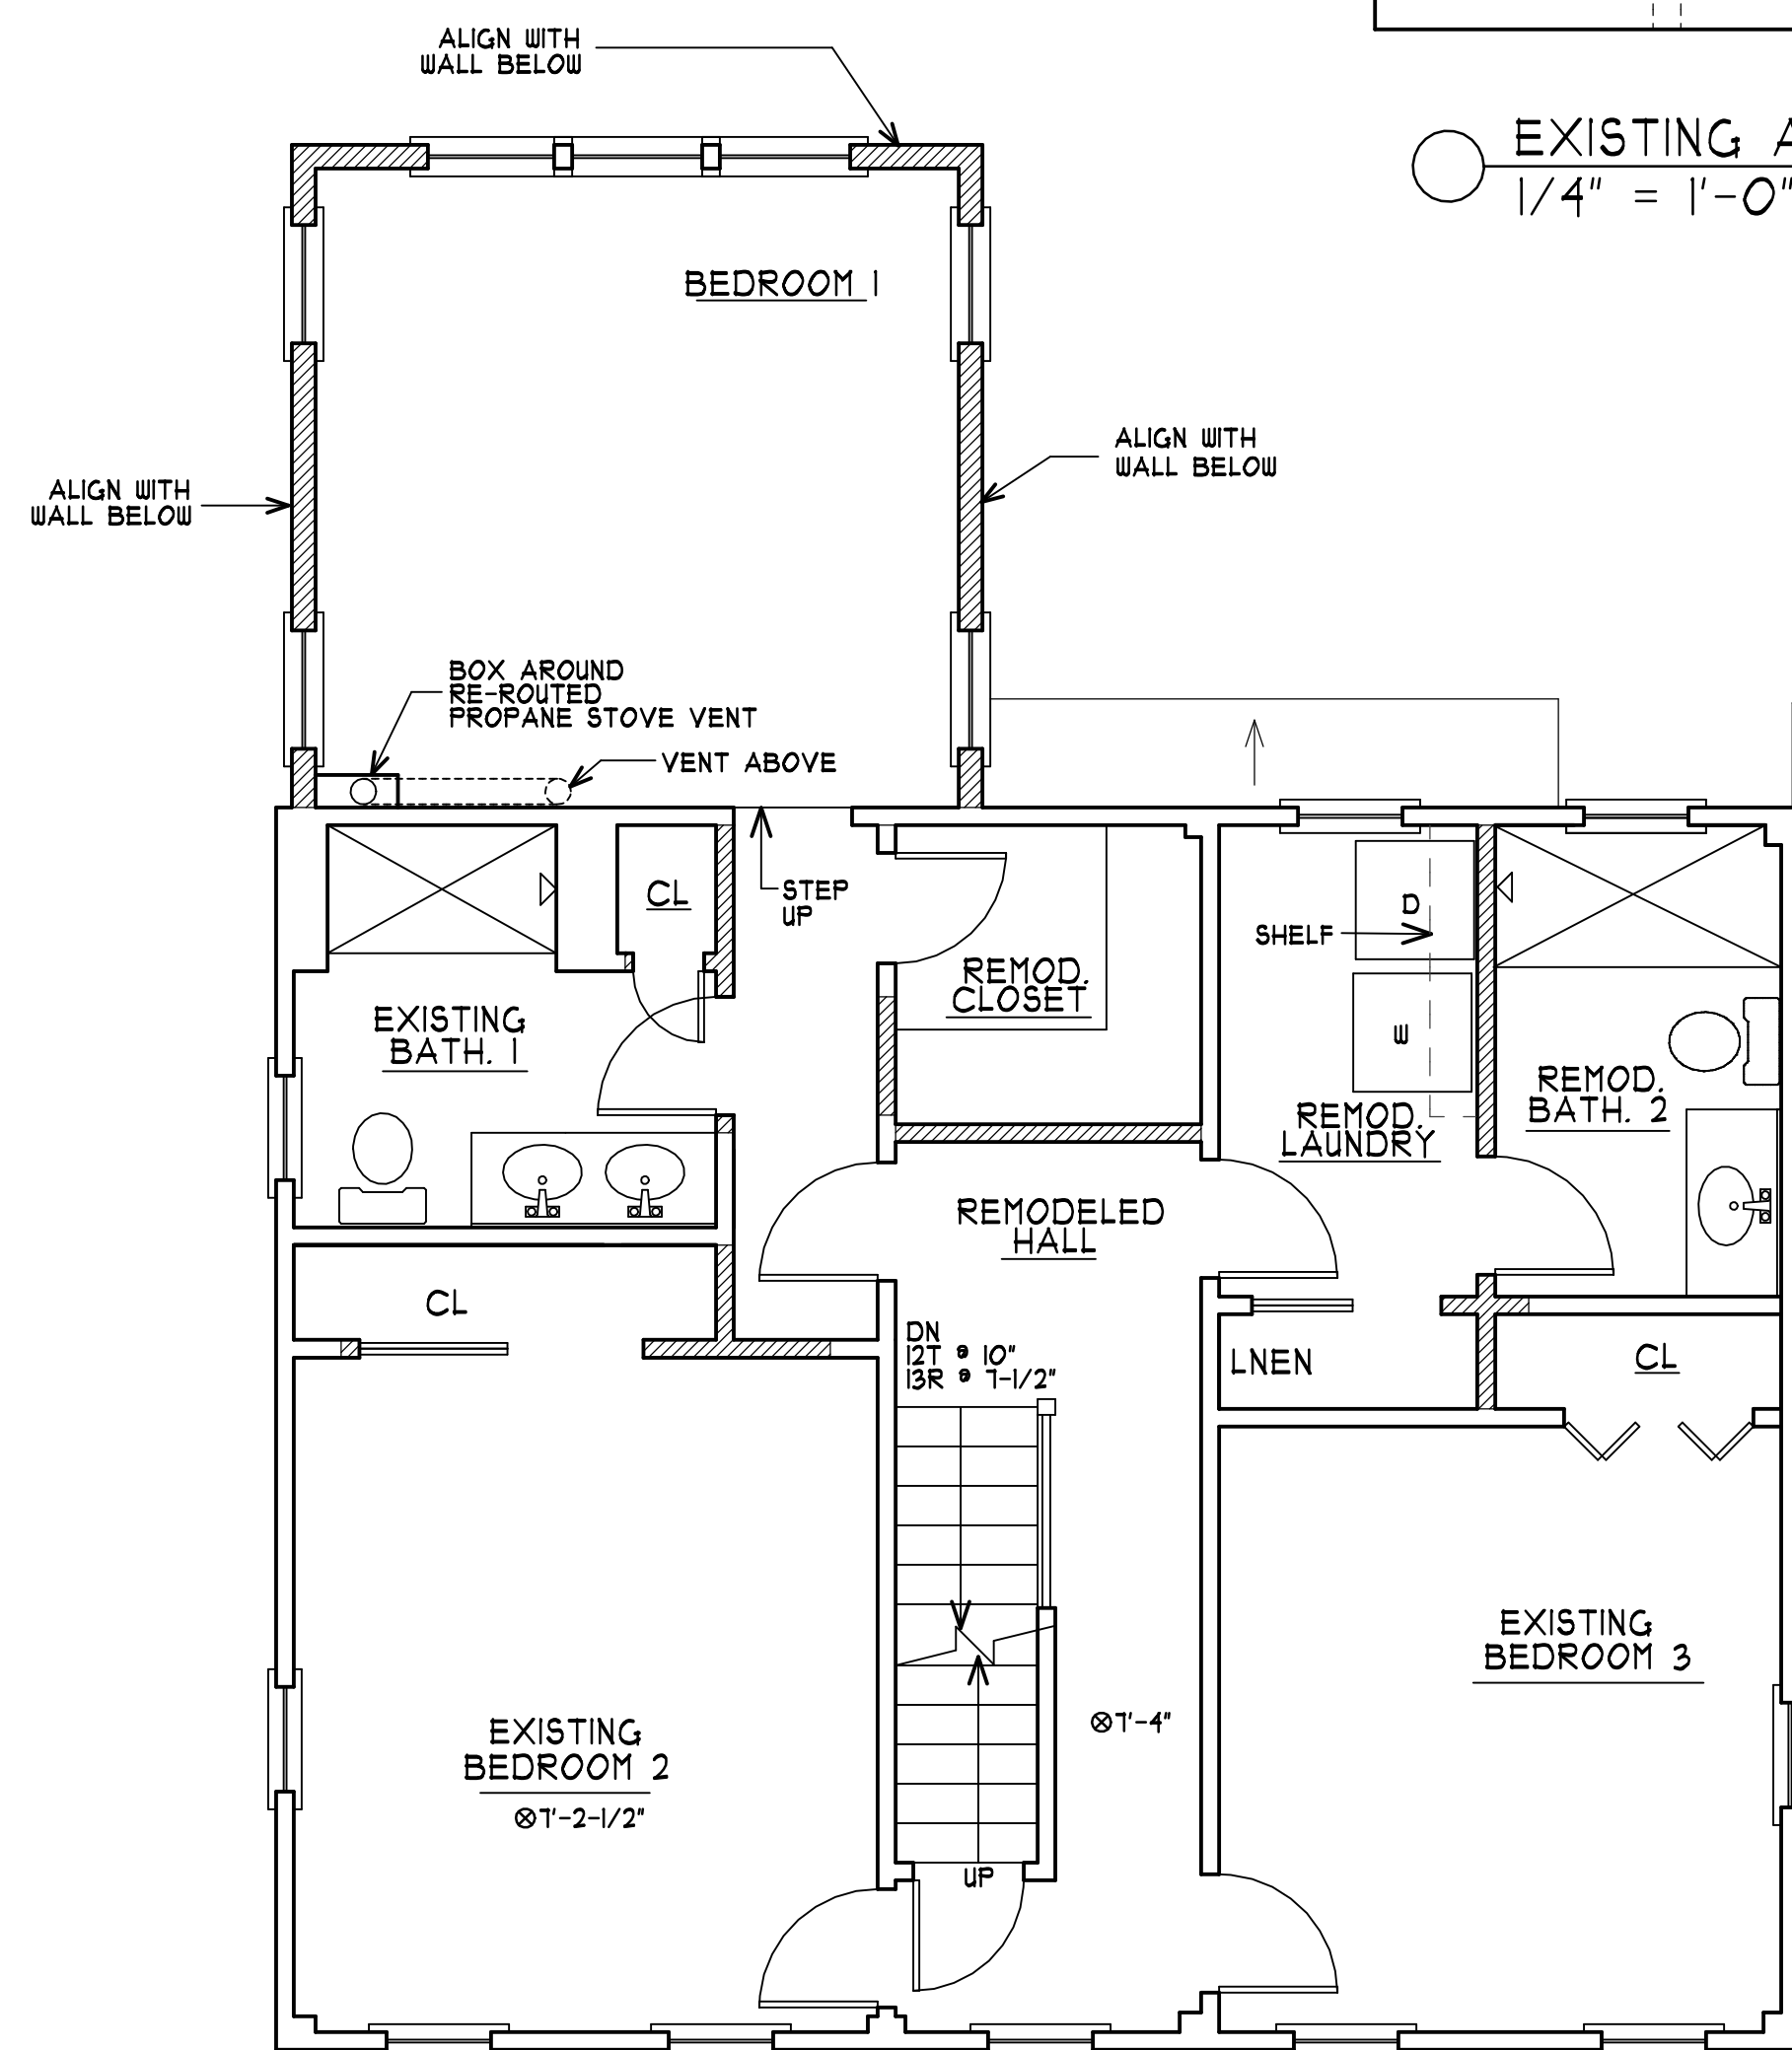 ALIGN WITH
WALL BELOW
EXISTING A
1/4" = 1'-0"
BEDROOM 1
ALIGN WITH
WALL BELOW
ALIGN WITH
WALL BELOW
BOX AROUND
RE-ROUTED
PROPANE STOVE VENT
VENT ABOVE
CL
STEP
UP
D
SHELF
REMOD.
CLOSET
EXISTING
BATH. 1
W
REMOD.
BATH. 2
REMOD.
LAUNDRY
REMODELED
HALL
CL
DN
12T @ 10"
13R @ 7-1/2"
LNEN
CL
EXISTING
BEDROOM 3
EXISTING
BEDROOM 2
7'-4"
7'-2-1/2"
UP